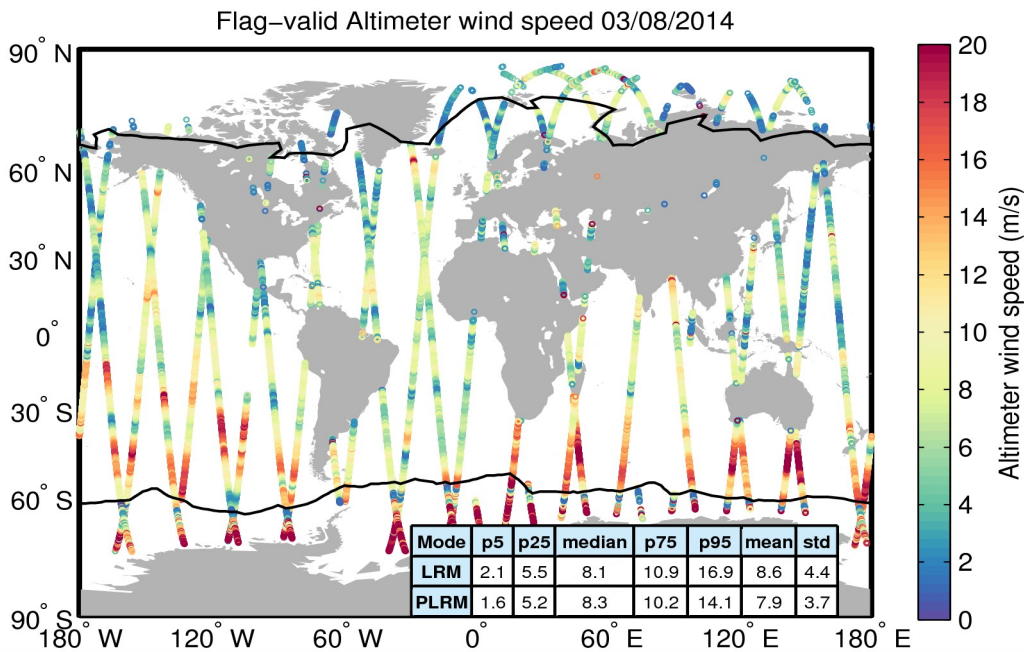 Flag−valid Altimeter wind speed 03/08/2014
90° N
60° N
30° N
0°
30° S
60° S
90° S
180° W
120° W
60° W
0°
60° E
120° E
180° E
Mode p5 p25 median p75 p95 mean std
LRM 2.1 5.5 8.1 10.9 16.9 8.6 4.4
PLRM 1.6 5.2 8.3 10.2 14.1 7.9 3.7
20
18
16
14
12
10
8
6
4
2
0
Altimeter wind speed (m/s)